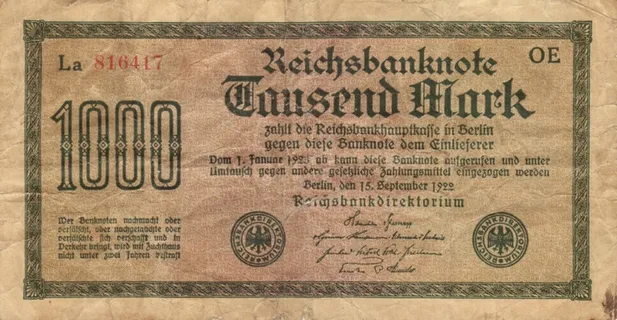 La 816417
Reichsbanknote
OE
1000
Tausend Mark
zahlt die Reichsbankhauptkasse in Berlin
gegen diese Banknote dem Einlieferer
Vom 1. Januar 1923 ab kann diese Banknote aufgerufen und unter
Umtausch gegen andere gesetzliche Zahlungsmittel eingezogen werden
Berlin, den 15. September 1922
Reichsbankdirektorium
Wer Banknoten nachmacht oder
verfälscht, oder nachgemachte oder
verfälschte sich verschafft und in
Verkehr bringt, wird mit Zuchthaus
nicht unter zwei Jahren bestraft
REICHSBANKDIREKTORIUM
REICHSBANKDIREKTORIUM